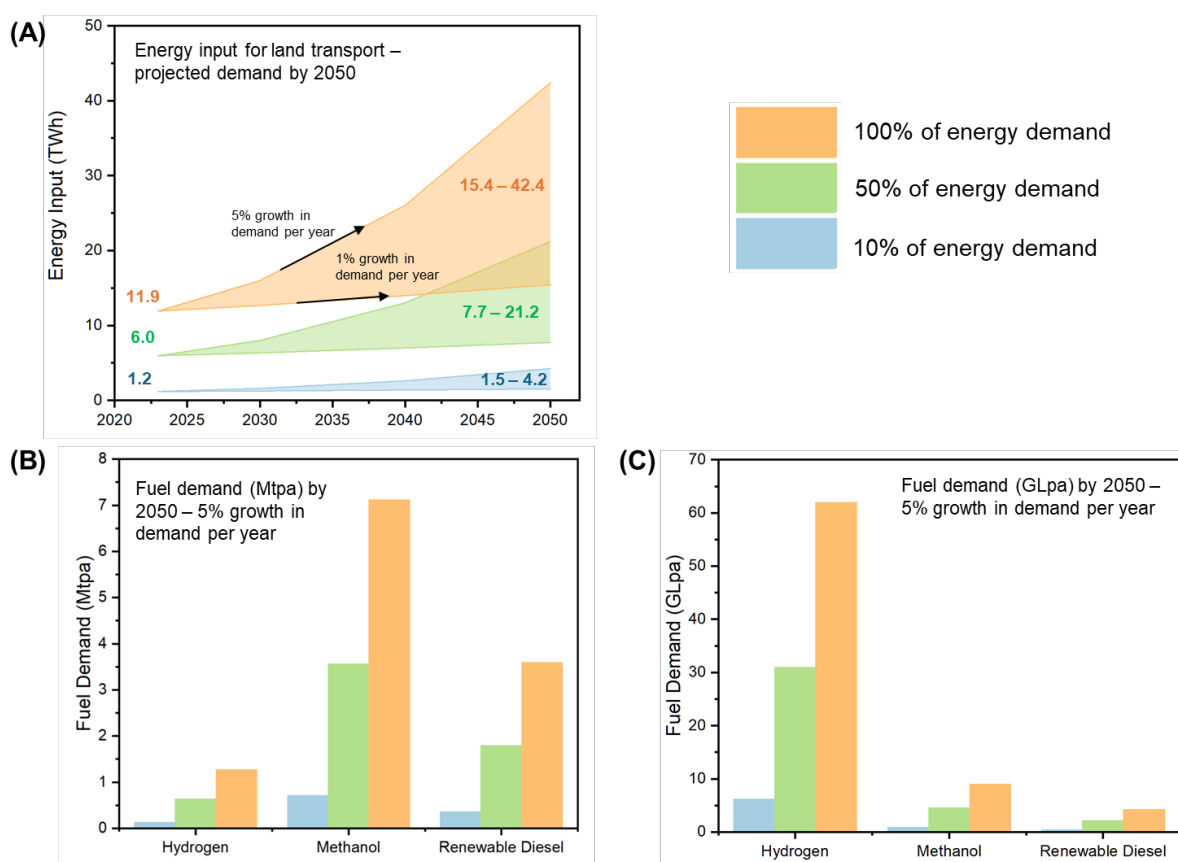 (A)
Energy input for land transport –
projected demand by 2050
Energy Input (TWh)
50
40
30
20
10
0
2020 2025 2030 2035 2040 2045 2050
5% growth in
demand per year
1% growth in
demand per year
11.9
6.0
1.2
15.4 – 42.4
7.7 – 21.2
1.5 – 4.2
100% of energy demand
50% of energy demand
10% of energy demand
(B)
Fuel demand (Mtpa) by
2050 – 5% growth in
demand per year
Fuel Demand (Mtpa)
8
7
6
5
4
3
2
1
0
Hydrogen Methanol Renewable Diesel
(C)
Fuel demand (GLpa) by 2050 –
5% growth in demand per year
Fuel Demand (GLpa)
70
60
50
40
30
20
10
0
Hydrogen Methanol Renewable Diesel